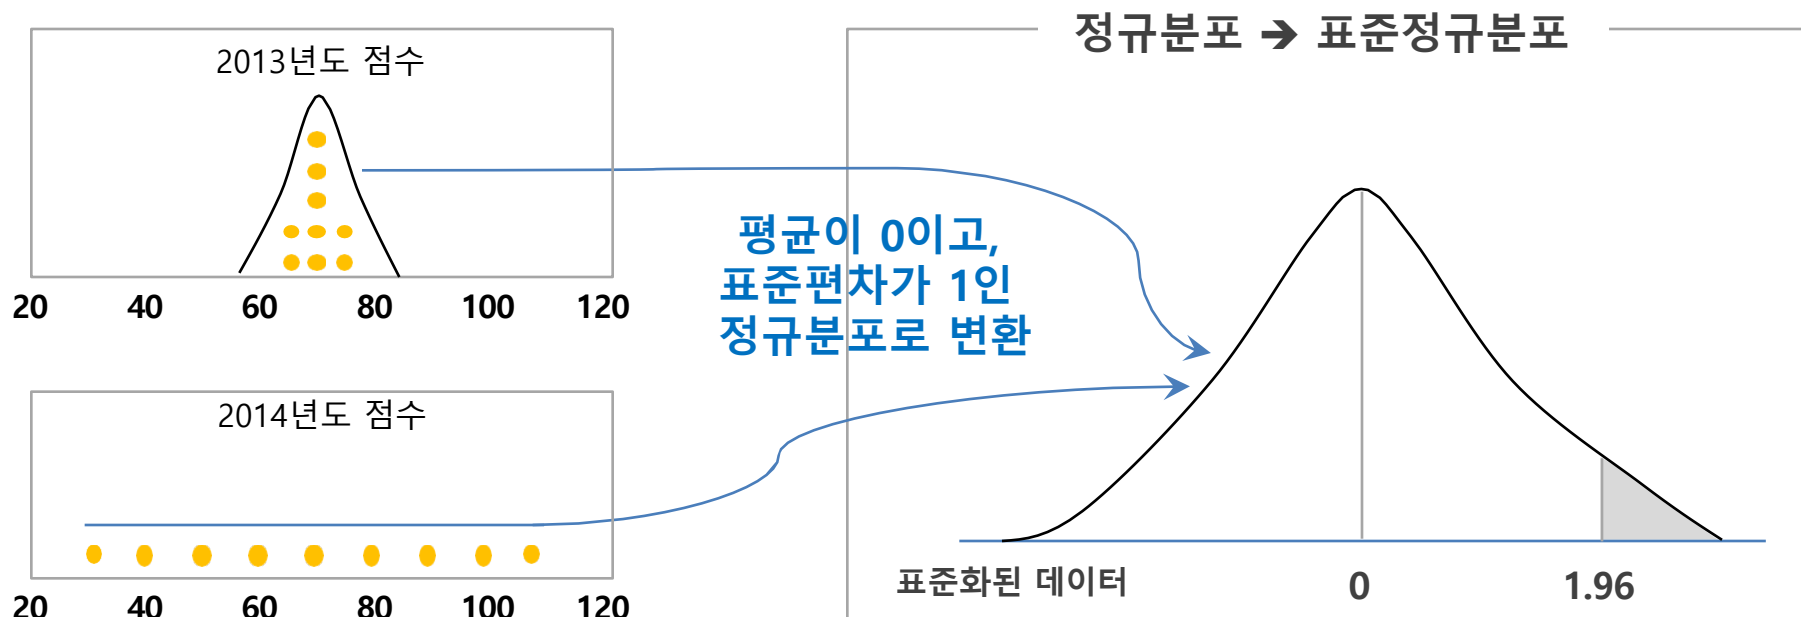 정규분포 ➔ 표준정규분포
2013년도 점수
20 40 60 80 100 120
평균이 0이고,
표준편차가 1인
정규분포로 변환
2014년도 점수
20 40 60 80 100 120
표준화된 데이터 0 1.96